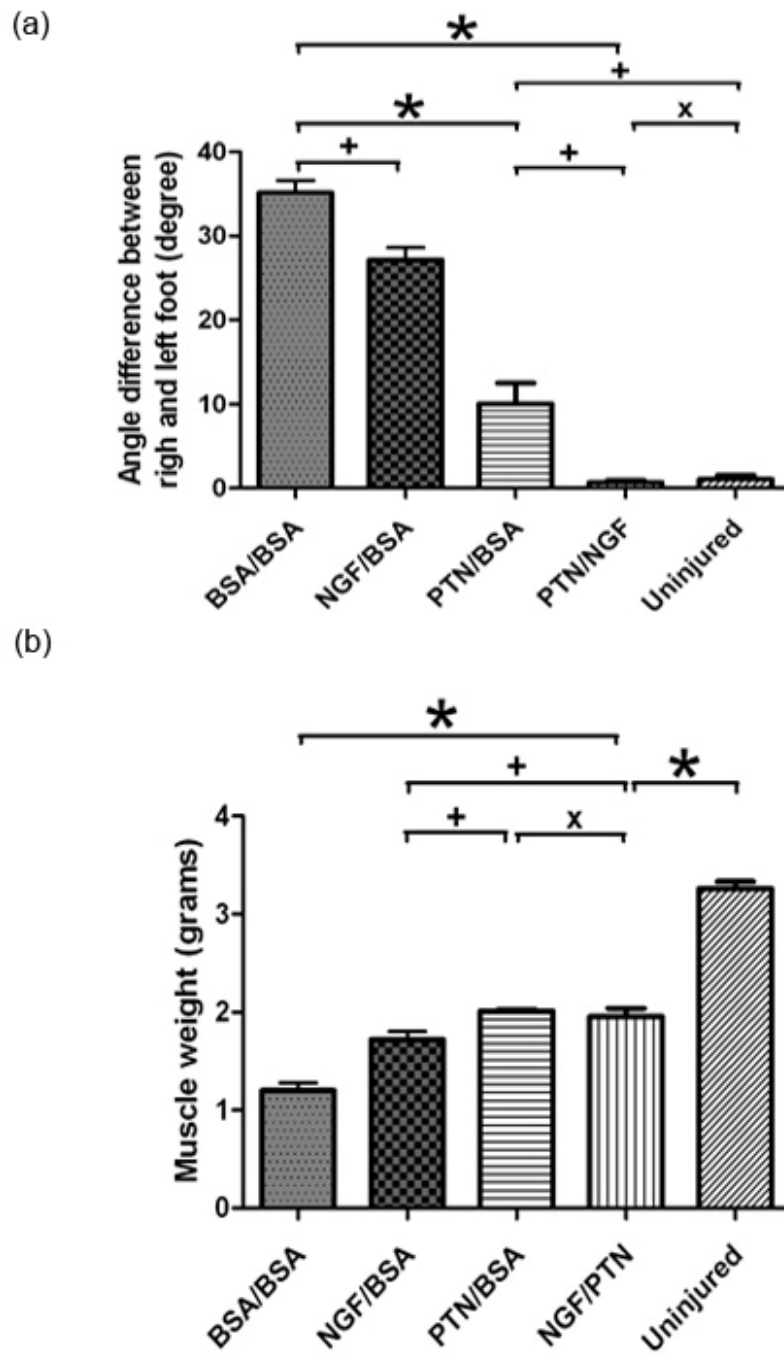 (a)
*
+
*
x
+
+
40
30
20
10
0
Angle difference between
righ and left foot (degree)
BSA/BSA
NGF/BSA
PTN/BSA
PTN/NGF
Uninjured
(b)
*
+
*
+
x
4
3
2
1
0
Muscle weight (grams)
BSA/BSA
NGF/BSA
PTN/BSA
NGF/PTN
Uninjured